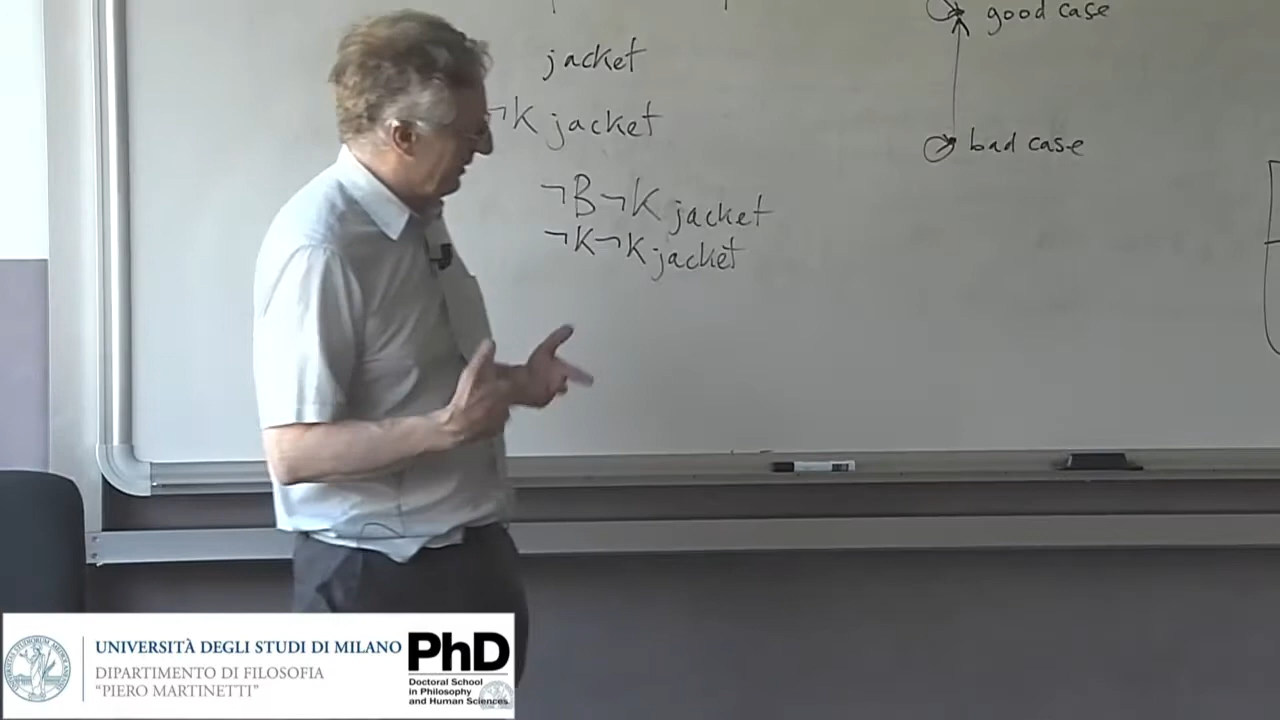 jacket
¬K jacket
¬B¬K jacket
¬K¬K jacket
good case
bad case
UNIVERSITÀ DEGLI STUDI DI MILANO
DIPARTIMENTO DI FILOSOFIA
"PIERO MARTINETTI"
PhD
Doctoral School
in Philosophy
and Human Sciences